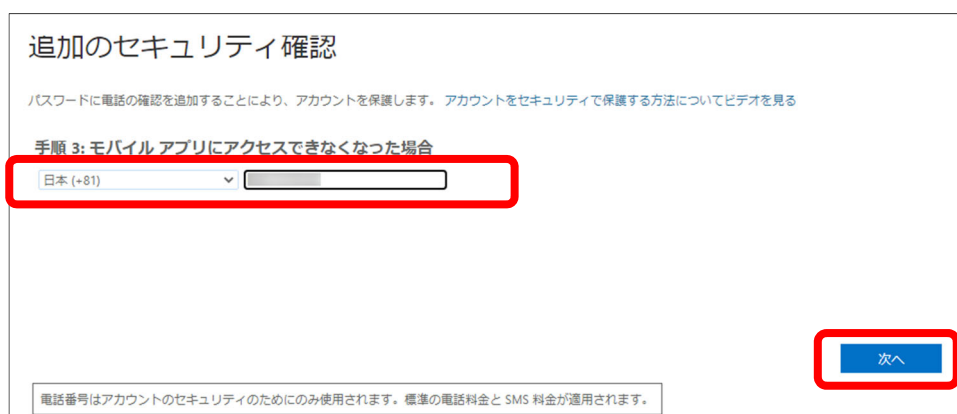 追加のセキュリティ確認
パスワードに電話の確認を追加することにより、アカウントを保護します。 アカウントをセキュリティで保護する方法についてビデオを見る
手順 3: モバイル アプリにアクセスできなくなった場合
日本 (+81)
次へ
電話番号はアカウントのセキュリティのためにのみ使用されます。標準の電話料金と SMS 料金が適用されます。